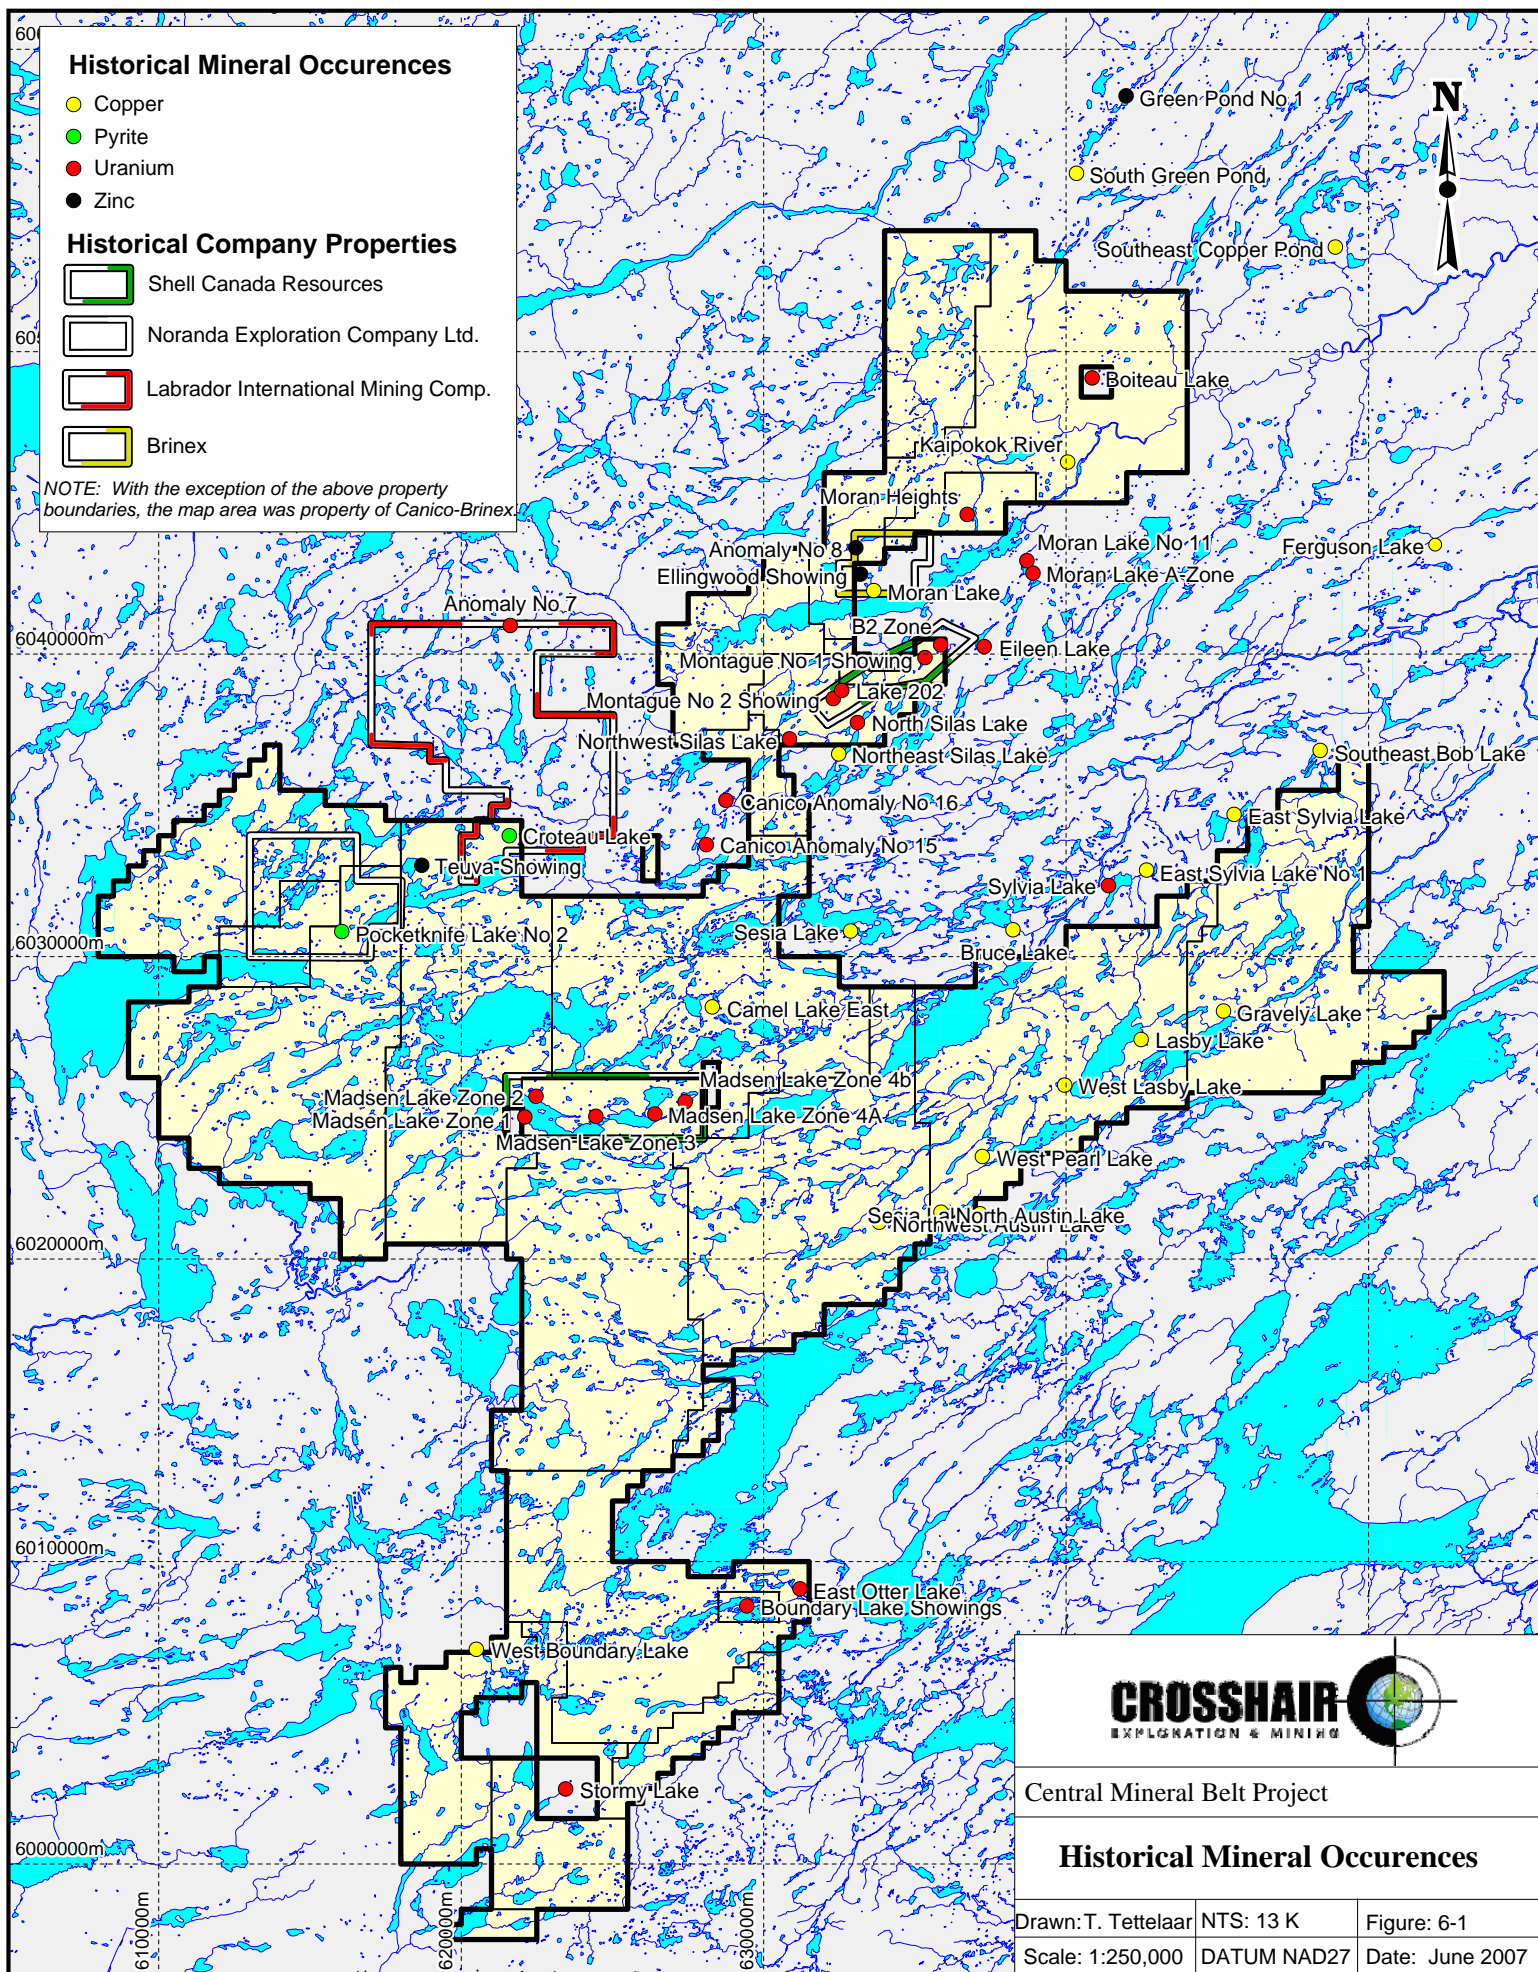 Historical Mineral Occurences
Copper
Pyrite
Uranium
Zinc
Historical Company Properties
Shell Canada Resources
Noranda Exploration Company Ltd.
Labrador International Mining Comp.
Brinex
NOTE: With the exception of the above property
boundaries, the map area was property of Canico-Brinex.
N
Green Pond No 1
South Green Pond
Southeast Copper Pond
Boiteau Lake
Kaipokok River
Moran Heights
Anomaly No 8
Moran Lake No 11
Ferguson Lake
Ellingwood Showing
Moran Lake A-Zone
Moran Lake
Anomaly No 7
B2 Zone
6040000m
Eileen Lake
Montague No 1 Showing
Lake 202
Montague No 2 Showing
North Silas Lake
Northwest Silas Lake
Northeast Silas Lake
Southeast Bob Lake
Canico Anomaly No 16
East Sylvia Lake
Croteau Lake
Canico Anomaly No 15
Teuva Showing
East Sylvia Lake No 1
Sylvia Lake
Pocketknife Lake No 2
Sesia Lake
6030000m
Bruce Lake
Camel Lake East
Gravely Lake
Lasby Lake
Madsen Lake Zone 4b
West Lasby Lake
Madsen Lake Zone 2
Madsen Lake Zone 1
Madsen Lake Zone 4A
Madsen Lake Zone 3
West Pearl Lake
North Austin Lake
Northwest Austin Lake
6020000m
6010000m
East Otter Lake
Boundary Lake Showings
West Boundary Lake
Stormy Lake
6000000m
610000m
620000m
630000m
CROSSHAIR
EXPLORATION & MINING
Central Mineral Belt Project
Historical Mineral Occurences
Drawn: T. Tettelaar
NTS: 13 K
Figure: 6-1
Scale: 1:250,000
DATUM NAD27
Date: June 2007